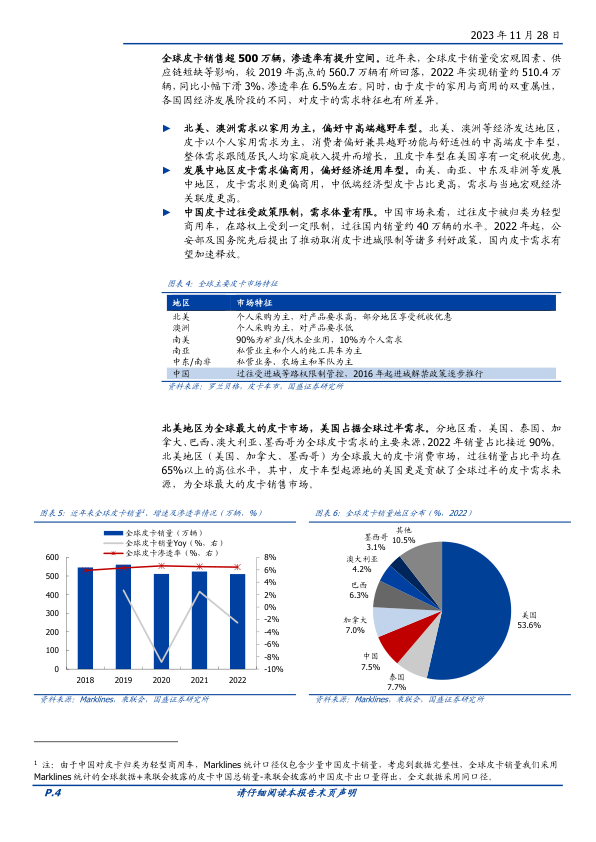 2023 年 11 月 28 日
全球皮卡销售超 500 万辆，渗透率有提升空间。近年来，全球皮卡销量受宏观因素、供
应链短缺等影响，较 2019 年高点的 560.7 万辆有所回落，2022 年实现销量约 510.4 万
辆，同比小幅下滑 3%，渗透率在 6.5%左右。同时，由于皮卡的家用与商用的双重属性，
各国因经济发展阶段的不同，对皮卡的需求特征也有所差异。
► 北美、澳洲需求以家用为主，偏好中高端越野车型。北美、澳洲等经济发达地区，
皮卡以个人家用需求为主，消费者偏好兼具越野功能与舒适性的中高端皮卡车型，
整体需求跟随居民人均家庭收入提升而增长，且皮卡车型在美国享有一定税收优惠。
► 发展中地区皮卡需求偏商用，偏好经济适用车型。南美、南亚、中东及非洲等发展
中地区，皮卡需求则更偏商用，中低端经济型皮卡占比更高，需求与当地宏观经济
关联度更高。
► 中国皮卡过往受政策限制，需求体量有限。中国市场来看，过往皮卡被归类为轻型
商用车，在路权上受到一定限制，过往国内销量约 40 万辆的水平。2022 年起，公
安部及国务院先后提出了推动取消皮卡进城限制等诸多利好政策，国内皮卡需求有
望加速释放。
图表 4：全球主要皮卡市场特征
地区 市场特征
北美 个人采购为主，对产品要求高，部分地区享受税收优惠
澳洲 个人采购为主，对产品要求低
南美 90%为矿业/伐木企业用，10%为个人需求
南亚 私营业主和个人的纯工具车为主
中东/南非 私营业务、农场主和军队为主
中国 过往受进城等路权限制管控，2016 年起进城解禁政策逐步推行
资料来源：罗兰贝格，皮卡车市，国盛证券研究所
北美地区为全球最大的皮卡市场，美国占据全球过半需求。分地区看，美国、泰国、加
拿大、巴西、澳大利亚、墨西哥为全球皮卡需求的主要来源，2022 年销量占比接近 90%。
北美地区（美国、加拿大、墨西哥）为全球最大的皮卡消费市场，过往销量占比平均在
65%以上的高位水平，其中，皮卡车型起源地的美国更是贡献了全球过半的皮卡需求来
源，为全球最大的皮卡销售市场。
图表 5：近年来全球皮卡销量¹，增速及渗透率情况（万辆，%）
全球皮卡销量（万辆）
全球皮卡销量Yoy（%，右）
全球皮卡渗透率（%，右）
600 8%
500 6%
400 4%
300 2%
200 0%
100 -2%
0 -4%
-6%
-8%
-10%
2018 2019 2020 2021 2022
资料来源：Marklines，乘联会，国盛证券研究所
图表 6：全球皮卡销量地区分布（%，2022）
其他
10.5%
墨西哥
3.1%
澳大利亚
4.2%
巴西
6.3%
加拿大
7.0%
中国
7.5%
泰国
7.7%
美国
53.6%
资料来源：Marklines，乘联会，国盛证券研究所
¹ 注：由于中国对皮卡归类为轻型商用车，Marklines 统计口径仅包含少量中国皮卡销量，考虑到数据完整性，全球皮卡销量我们采用
Marklines 统计的全球数据+乘联会披露的皮卡中国总销量-乘联会披露的中国皮卡出口量得出，全文数据采用同口径。
P.4 请仔细阅读本报告末页声明